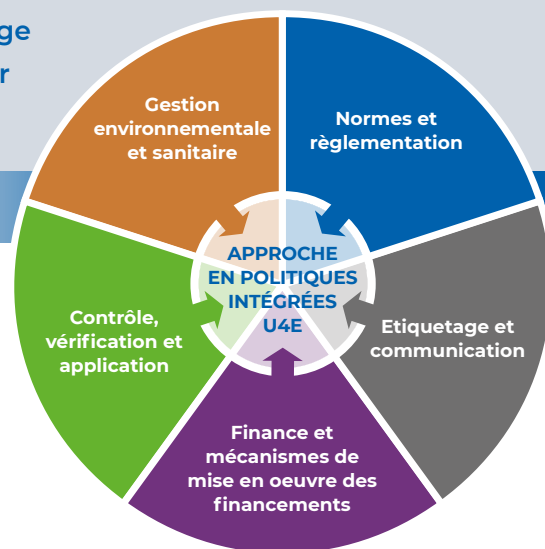 ge
r
Gestion
environnementale
et sanitaire
Normes et
règlementation
APPROCHE
EN POLITIQUES
INTÉGRÉES
U4E
Contrôle,
vérification et
application
Etiquetage et
communication
Finance et
mécanismes de
mise en oeuvre des
financements